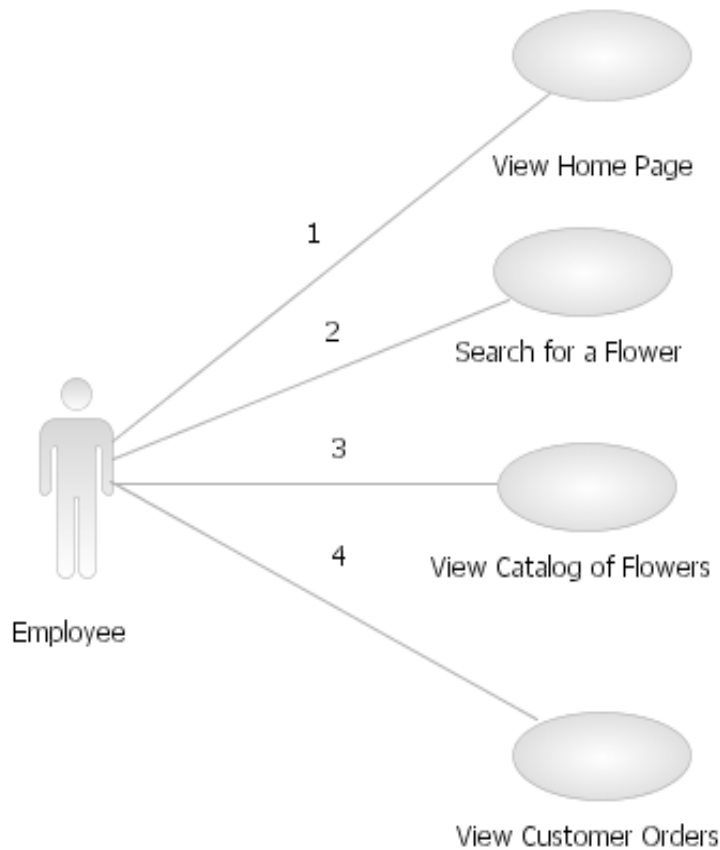 View Home Page
1
2
Search for a Flower
3
4
View Catalog of Flowers
Employee
View Customer Orders